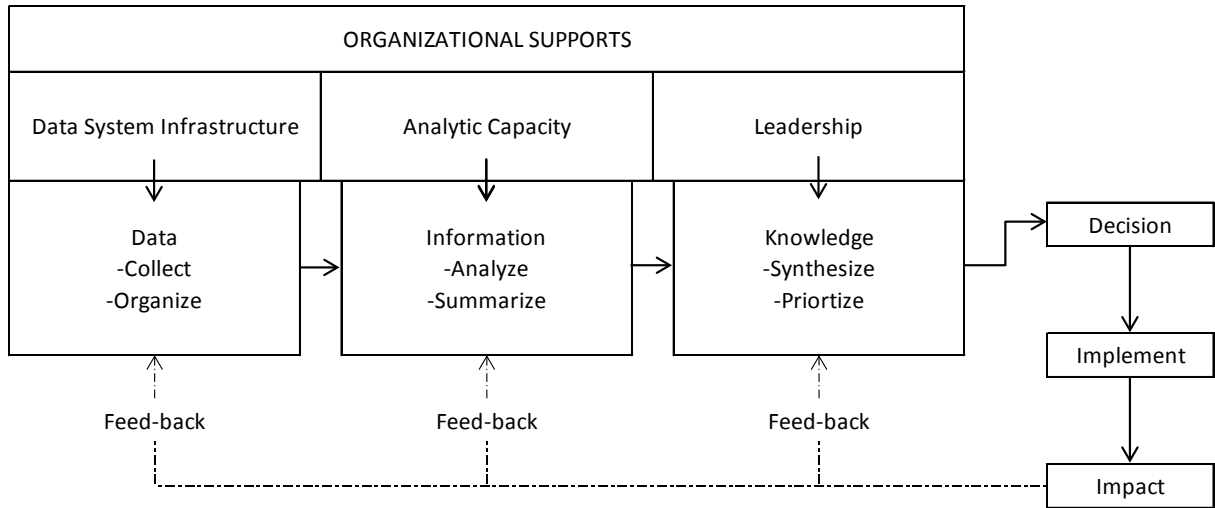 ORGANIZATIONAL SUPPORTS
Data System Infrastructure
Analytic Capacity
Leadership
Data
-Collect
-Organize
Information
-Analyze
-Summarize
Knowledge
-Synthesize
-Priortize
Decision
Implement
Impact
Feed-back
Feed-back
Feed-back